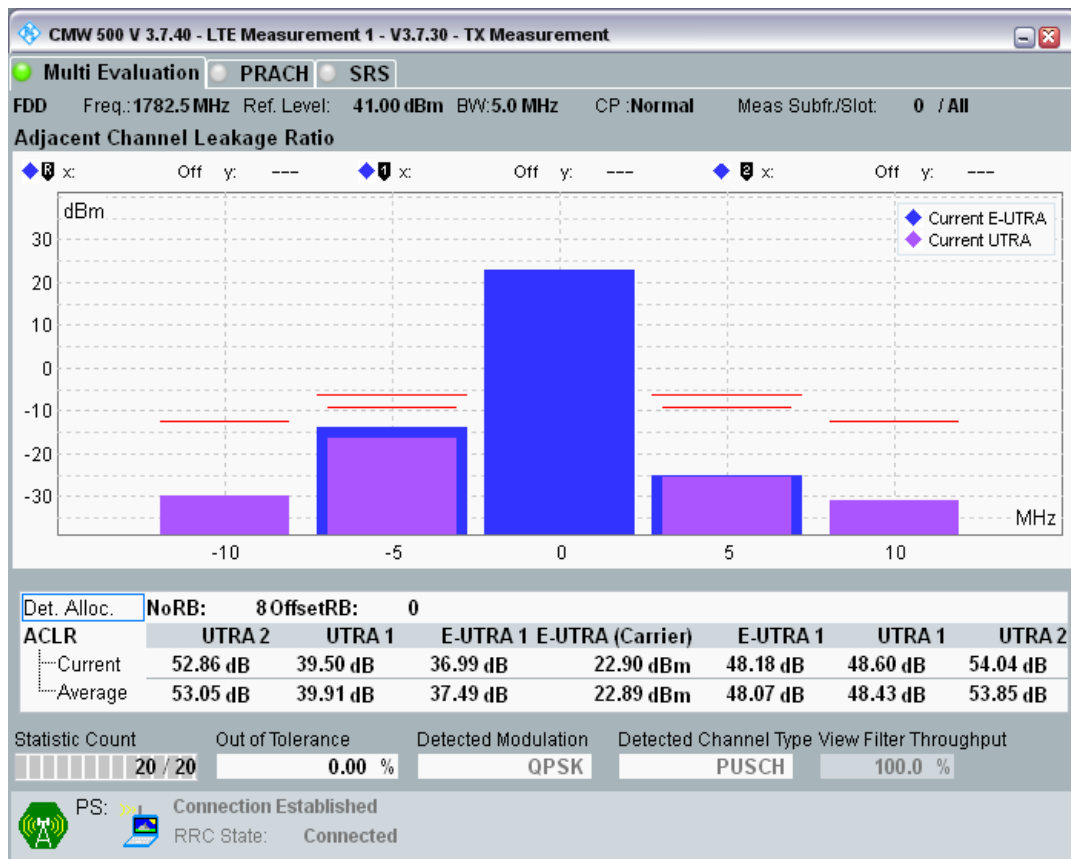 CMW 500 V 3.7.40 - LTE Measurement 1 - V3.7.30 - TX Measurement
Multi Evaluation PRACH SRS
FDD Freq.:1782.5 MHz Ref. Level: 41.00 dBm BW:5.0 MHz CP :Normal Meas Subfr./Slot: 0 / All
Adjacent Channel Leakage Ratio
R x: Off y: --- 1 x: Off y: --- 2 x: Off y: ---
dBm
Current E-UTRA
Current UTRA
30
20
10
0
-10
-20
-30
MHz
-10 -5 0 5 10
Det. Alloc. NoRB: 8 OffsetRB: 0
ACLR UTRA 2 UTRA 1 E-UTRA 1 E-UTRA (Carrier) E-UTRA 1 UTRA 1 UTRA 2
Current 52.86 dB 39.50 dB 36.99 dB 22.90 dBm 48.18 dB 48.60 dB 54.04 dB
Average 53.05 dB 39.91 dB 37.49 dB 22.89 dBm 48.07 dB 48.43 dB 53.85 dB
Statistic Count Out of Tolerance Detected Modulation Detected Channel Type View Filter Throughput
20 / 20 0.00 % QPSK PUSCH 100.0 %
PS: Connection Established
RRC State: Connected